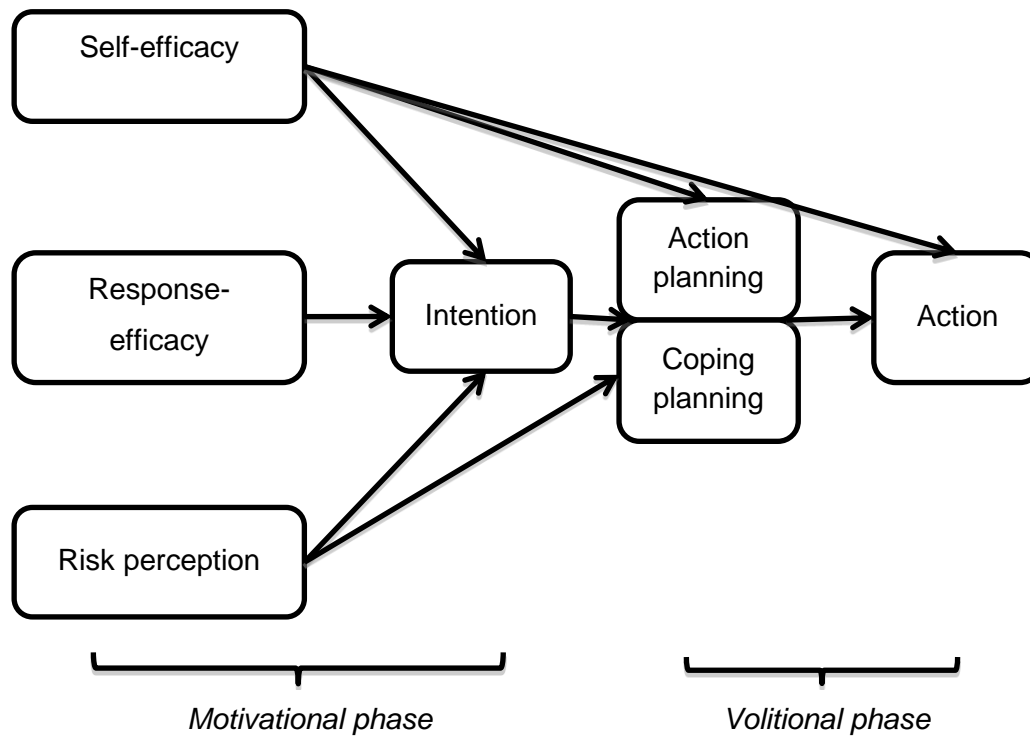 Self-efficacy
Response-
efficacy
Risk perception
Intention
Action
planning
Coping
planning
Action
Motivational phase
Volitional phase